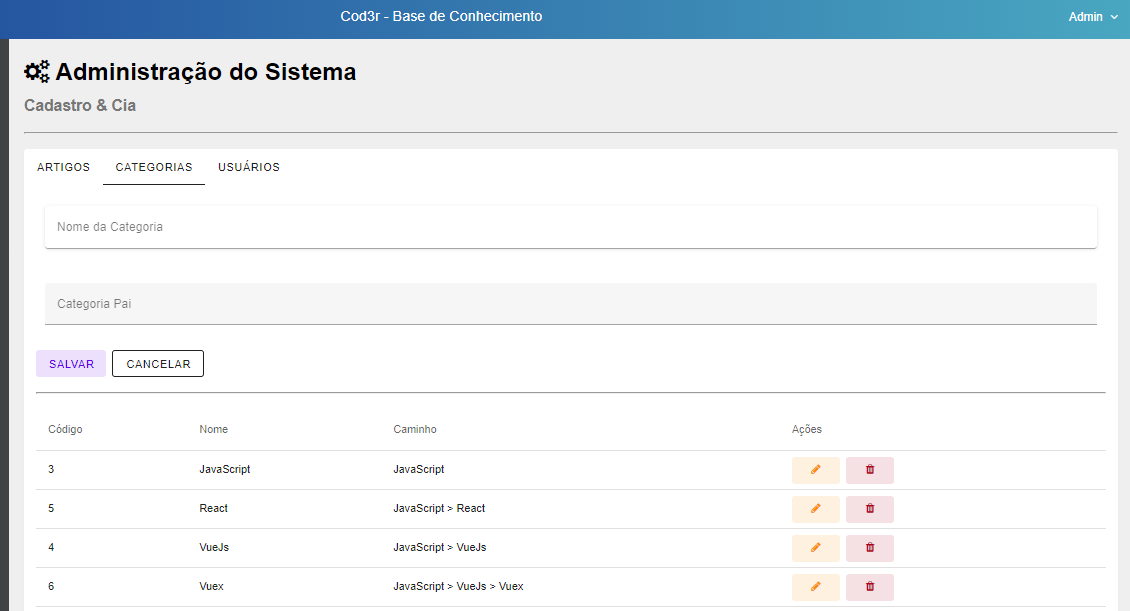 Cod3r - Base de Conhecimento
Admin
Administração do Sistema
Cadastro & Cia
ARTIGOS CATEGORIAS USUÁRIOS
Nome da Categoria
Categoria Pai
SALVAR CANCELAR
Código Nome Caminho Ações
3 JavaScript JavaScript
5 React JavaScript > React
4 VueJs JavaScript > VueJs
6 Vuex JavaScript > VueJs > Vuex